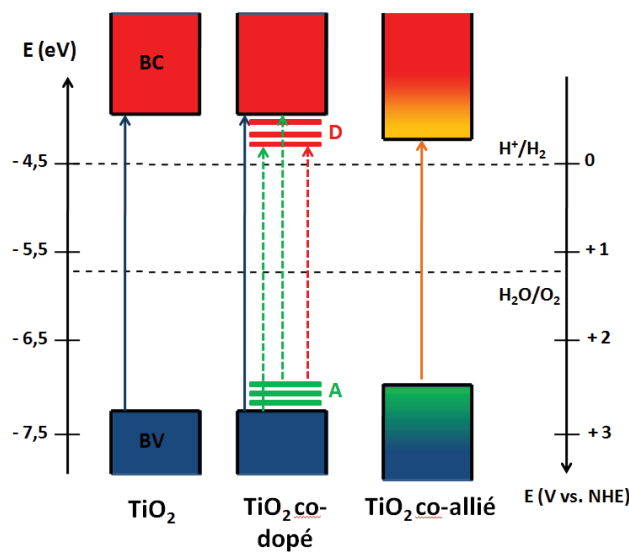 E (eV)
BC
D
H⁺/H₂
- 4,5
0
- 5,5
+1
H₂O/O₂
- 6,5
+2
A
- 7,5
BV
+3
TiO₂
TiO₂ co-
dopé
TiO₂ co-allié
E (V vs. NHE)